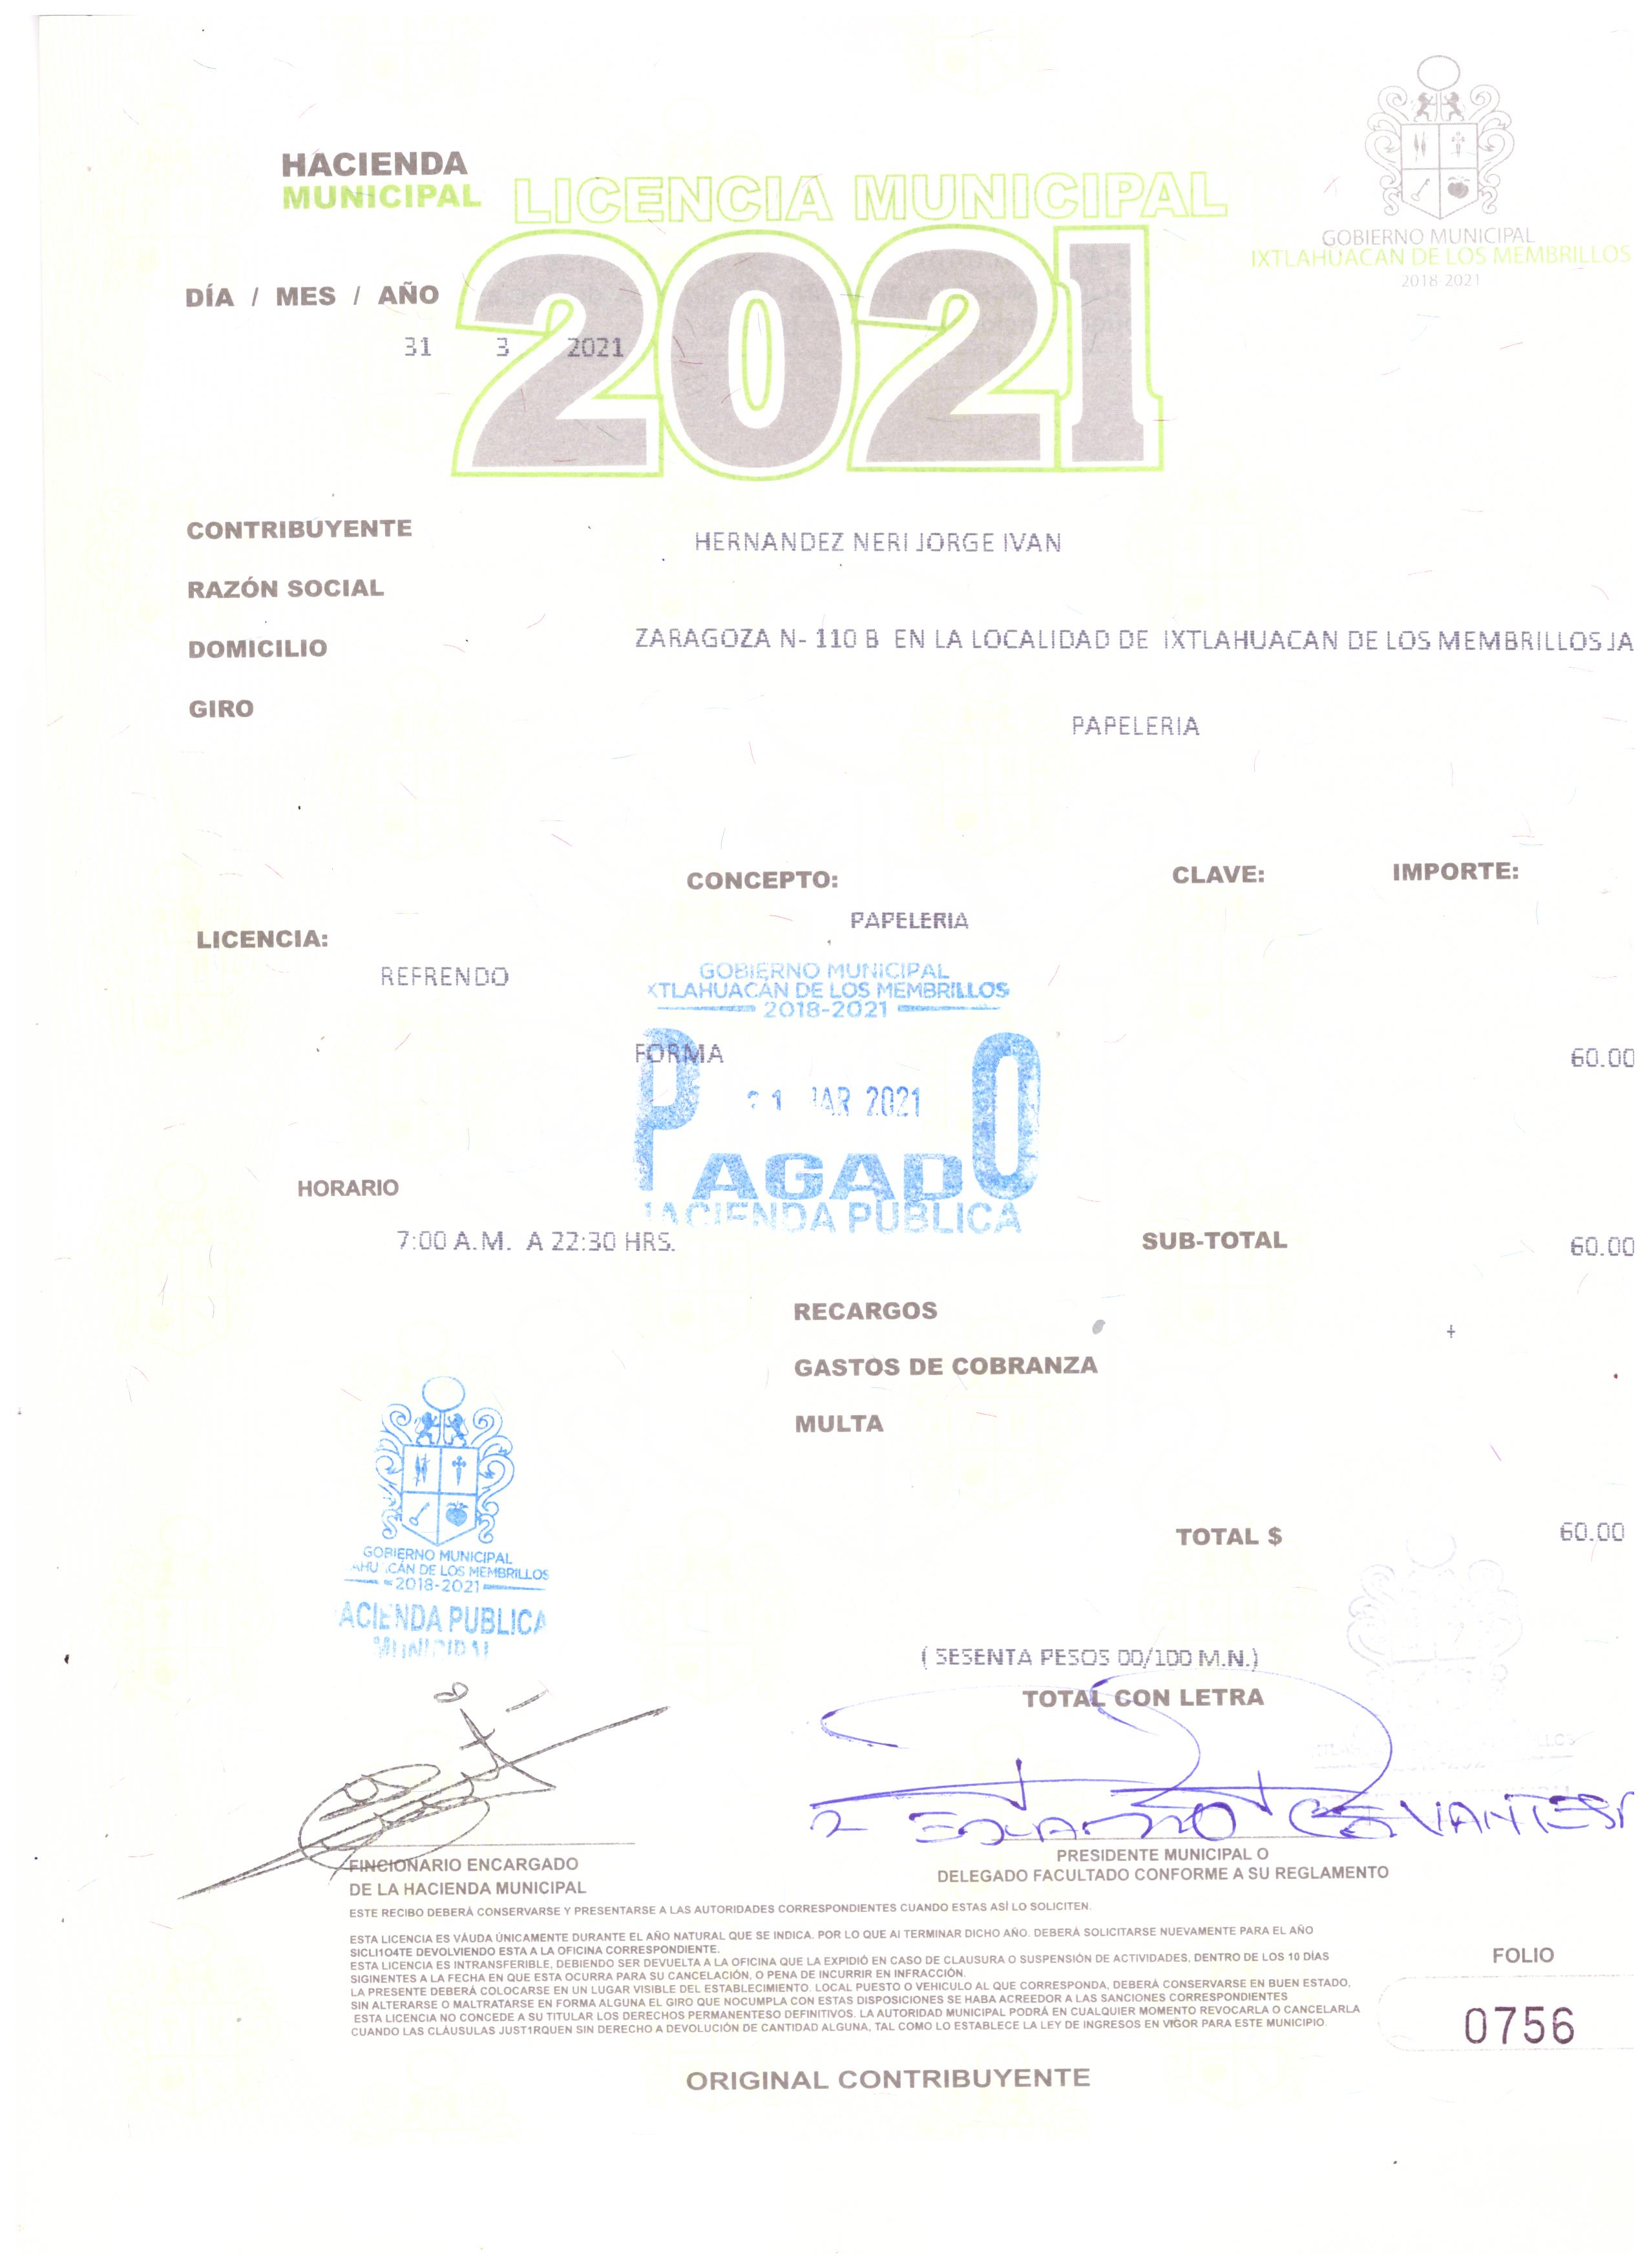 HACIENDA
MUNICIPAL
LICENCIA MUNICIPAL
2021
GOBIERNO MUNICIPAL
IXTLAHUACAN DE LOS MEMBRILLOS
2018 2021
DÍA / MES / AÑO
31 3 2021
CONTRIBUYENTE
HERNANDEZ NERI JORGE IVAN
RAZÓN SOCIAL
DOMICILIO
ZARAGOZA N- 110 B EN LA LOCALIDAD DE IXTLAHUACAN DE LOS MEMBRILLOS JA
GIRO
PAPELERIA
CONCEPTO:
CLAVE:
IMPORTE:
PAPELERIA
LICENCIA:
REFRENDO
GOBIERNO MUNICIPAL
XTLAHUACÁN DE LOS MEMBRILLOS
2018-2021
FORMA
60.00
1 AR 2021
PAGADO
ACIENDA PÚBLICA
HORARIO
7:00 A.M. A 22:30 HRS.
SUB-TOTAL
60.00
RECARGOS
GASTOS DE COBRANZA
MULTA
GOBIERNO MUNICIPAL
AHU CÁN DE LOS MEMBRILLOS
2018-2021
ACIENDA PUBLICA
MUNICIPAL
TOTAL $
60.00
( SESENTA PESOS 00/100 M.N.)
TOTAL CON LETRA
EDUARDO CERVANTES
FINCIONARIO ENCARGADO
DE LA HACIENDA MUNICIPAL
PRESIDENTE MUNICIPAL O
DELEGADO FACULTADO CONFORME A SU REGLAMENTO
ESTE RECIBO DEBERÁ CONSERVARSE Y PRESENTARSE A LAS AUTORIDADES CORRESPONDIENTES CUANDO ESTAS ASÍ LO SOLICITEN.
ESTA LICENCIA ES VÁUDA ÚNICAMENTE DURANTE EL AÑO NATURAL QUE SE INDICA. POR LO QUE AI TERMINAR DICHO AÑO. DEBERÁ SOLICITARSE NUEVAMENTE PARA EL AÑO
SICLI1O4TE DEVOLVIENDO ESTA A LA OFICINA CORRESPONDIENTE.
ESTA LICENCIA ES INTRANSFERIBLE, DEBIENDO SER DEVUELTA A LA OFICINA QUE LA EXPIDIÓ EN CASO DE CLAUSURA O SUSPENSIÓN DE ACTIVIDADES, DENTRO DE LOS 10 DÍAS
SIGINENTES A LA FECHA EN QUE ESTA OCURRA PARA SU CANCELACIÓN, O PENA DE INCURRIR EN INFRACCIÓN.
LA PRESENTE DEBERÁ COLOCARSE EN UN LUGAR VISIBLE DEL ESTABLECIMIENTO. LOCAL PUESTO O VEHICULO AL QUE CORRESPONDA, DEBERÁ CONSERVARSE EN BUEN ESTADO,
SIN ALTERARSE O MALTRATARSE EN FORMA ALGUNA EL GIRO QUE NOCUMPLA CON ESTAS DISPOSICIONES SE HABA ACREEDOR A LAS SANCIONES CORRESPONDIENTES
ESTA LICENCIA NO CONCEDE A SU TITULAR LOS DERECHOS PERMANENTESO DEFINITIVOS. LA AUTORIDAD MUNICIPAL PODRÁ EN CUALQUIER MOMENTO REVOCARLA O CANCELARLA
CUANDO LAS CLÁUSULAS JUST1RQUEN SIN DERECHO A DEVOLUCIÓN DE CANTIDAD ALGUNA, TAL COMO LO ESTABLECE LA LEY DE INGRESOS EN VIGOR PARA ESTE MUNICIPIO.
FOLIO
0756
ORIGINAL CONTRIBUYENTE